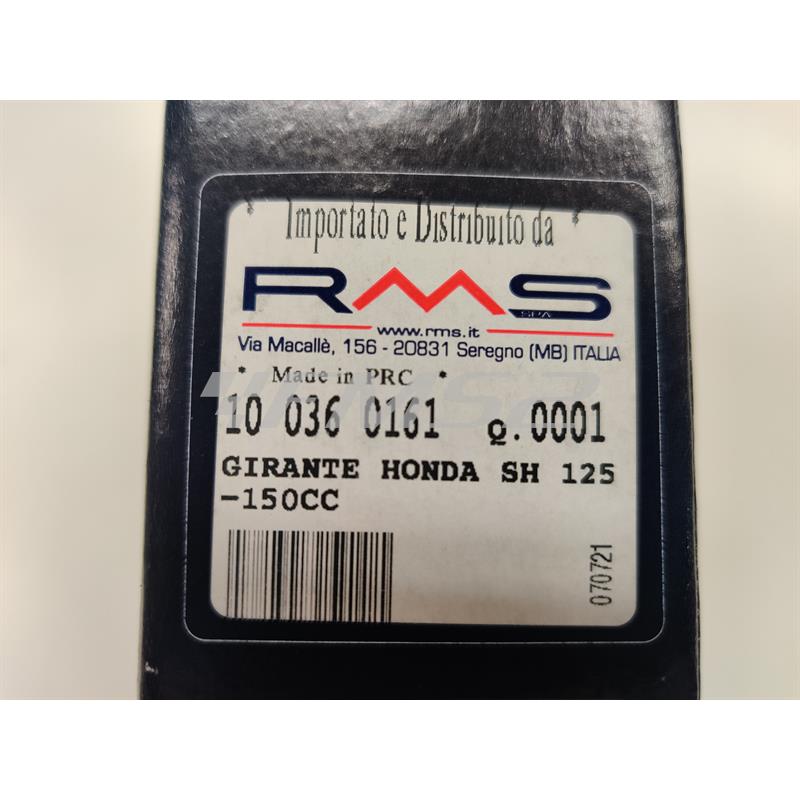 * Importato e Distribuito da *
RMS
SPA
www.rms.it
Via Macallè, 156 - 20831 Seregno (MB) ITALIA
* Made in PRC *
10 036 0161 Q.0001
GIRANTE HONDA SH 125
-150CC
070721